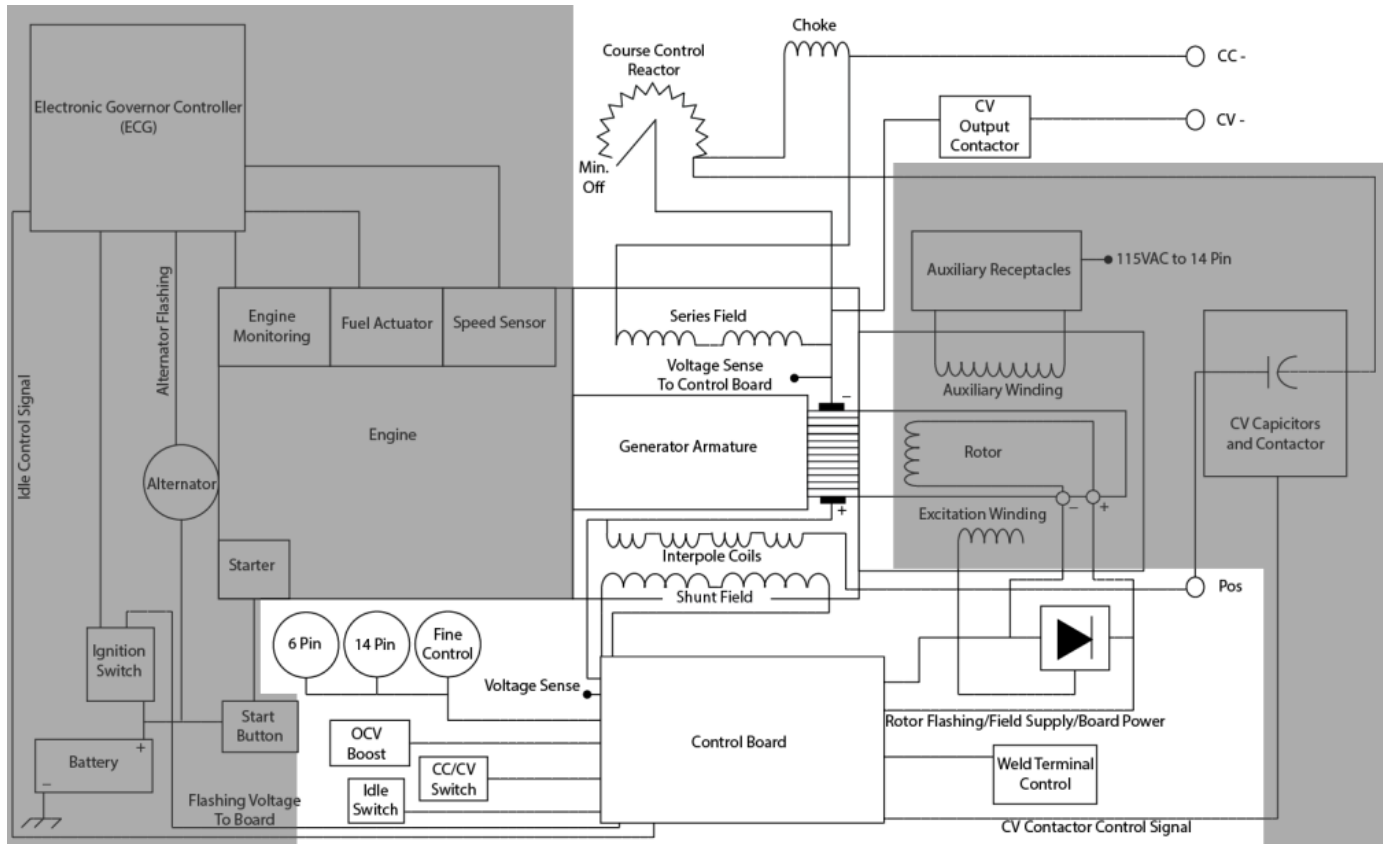 Choke
Course Control
Reactor
CC -
Electronic Governor Controller
(ECG)
CV
Output
Contactor
CV -
Min.
Off
Auxiliary Receptacles
115VAC to 14 Pin
Alternator Flashing
Engine
Monitoring
Fuel Actuator
Speed Sensor
Series Field
Voltage Sense
To Control Board
Auxiliary Winding
Idle Control Signal
Engine
Generator Armature
−
+
Rotor
CV Capicitors
and Contactor
Alternator
− +
Excitation Winding
Interpole Coils
Starter
Shunt Field
Pos
6 Pin
14 Pin
Fine
Control
Ignition
Switch
Voltage Sense
Start
Button
Rotor Flashing/Field Supply/Board Power
OCV
Boost
Control Board
+
Battery
−
CC/CV
Switch
Weld Terminal
Control
Idle
Switch
Flashing Voltage
To Board
CV Contactor Control Signal